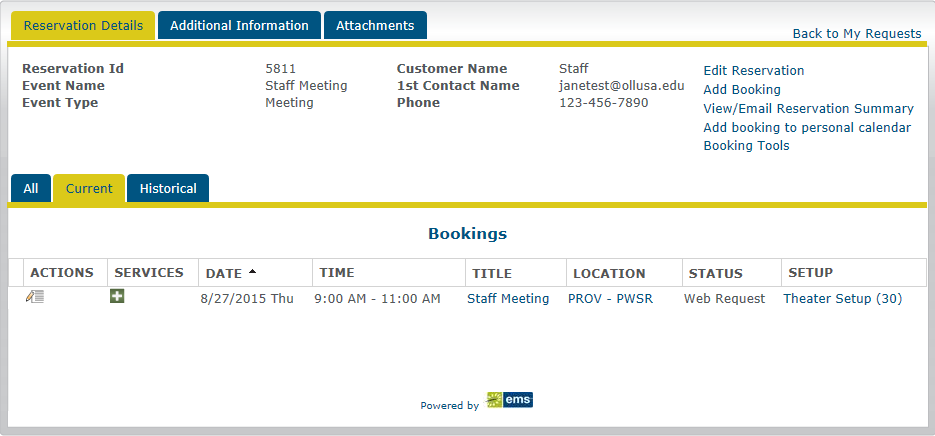 Reservation Details Additional Information Attachments Back to My Requests
Reservation Id 5811 Customer Name Staff Edit Reservation
Event Name Staff Meeting 1st Contact Name janetest@ollusa.edu Add Booking
Event Type Meeting Phone 123-456-7890 View/Email Reservation Summary
Add booking to personal calendar
Booking Tools
All Current Historical
Bookings
ACTIONS SERVICES DATE TIME TITLE LOCATION STATUS SETUP
8/27/2015 Thu 9:00 AM - 11:00 AM Staff Meeting PROV - PWSR Web Request Theater Setup (30)
Powered by ems